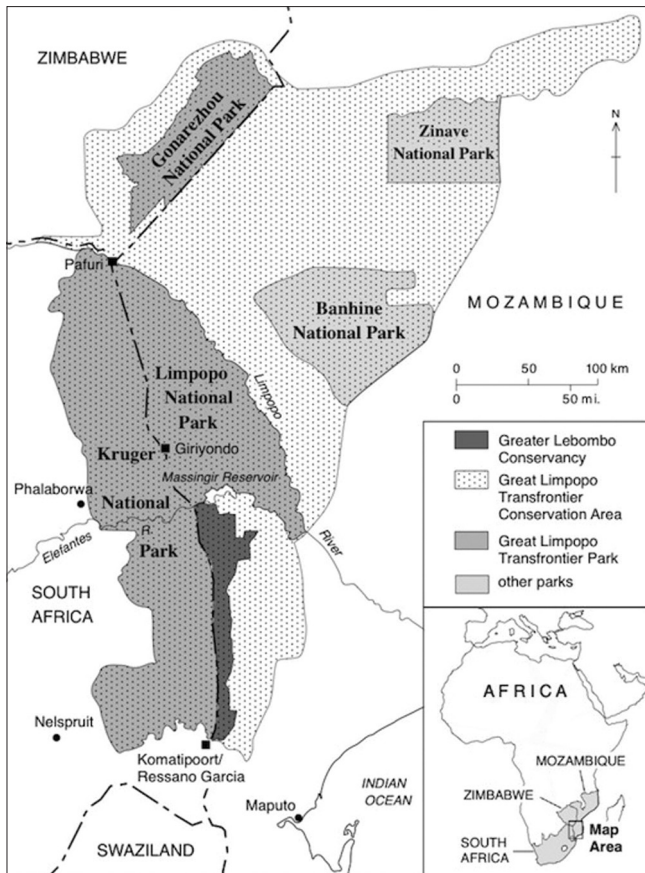 ZIMBABWE
Gonarezhou
National Park
Zinave
National Park
N
Pafuri
Banhine
National Park
MOZAMBIQUE
Limpopo
National
Park
Limpopo
0 50 100 km
0 50 mi.
Kruger
Giriyondo
Massingir Reservoir
Phalaborwa
National
R.
Park
Elefantes
River
SOUTH
AFRICA
Greater Lebombo
Conservancy
Great Limpopo
Transfrontier
Conservation Area
Great Limpopo
Transfrontier Park
other parks
Nelspruit
Komatipoort/
Ressano Garcia
Maputo
INDIAN
OCEAN
SWAZILAND
AFRICA
MOZAMBIQUE
ZIMBABWE
SOUTH
AFRICA
Map
Area